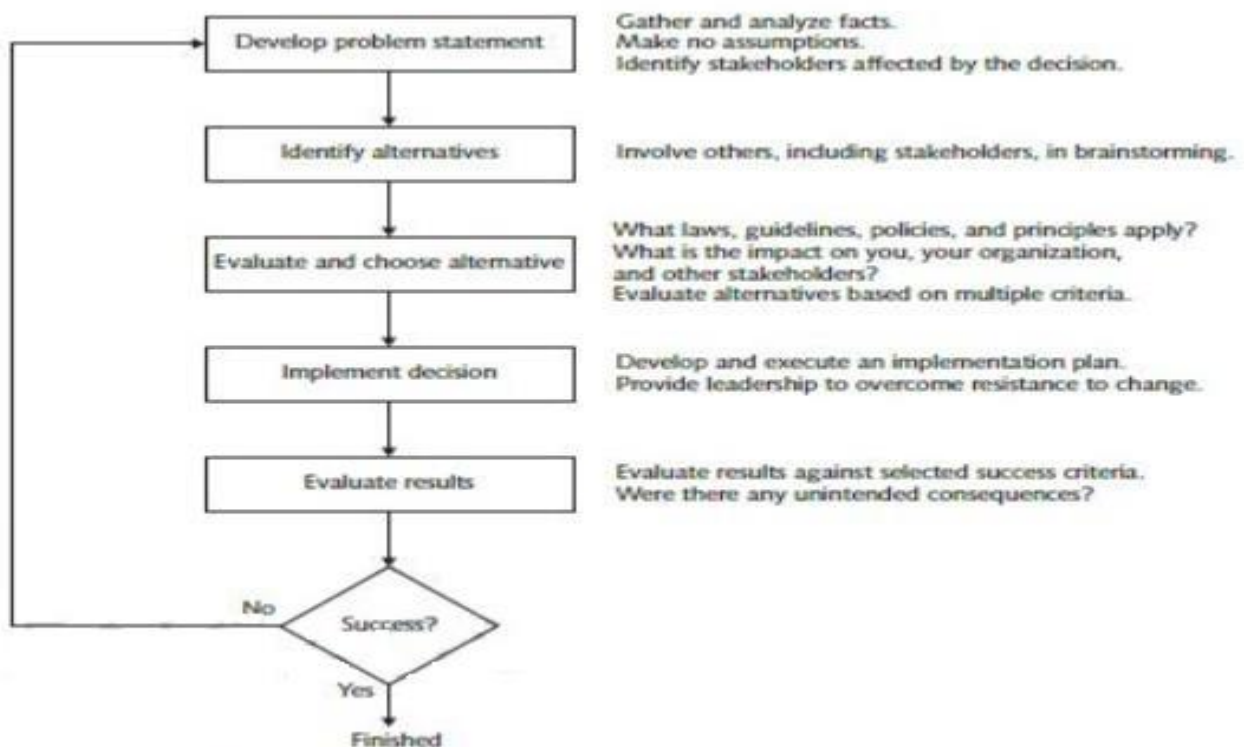 Develop problem statement
Gather and analyze facts.
Make no assumptions.
Identify stakeholders affected by the decision.
Identify alternatives
Involve others, including stakeholders, in brainstorming.
Evaluate and choose alternative
What laws, guidelines, policies, and principles apply?
What is the impact on you, your organization,
and other stakeholders?
Evaluate alternatives based on multiple criteria.
Implement decision
Develop and execute an implementation plan.
Provide leadership to overcome resistance to change.
Evaluate results
Evaluate results against selected success criteria.
Were there any unintended consequences?
No
Success?
Yes
Finished